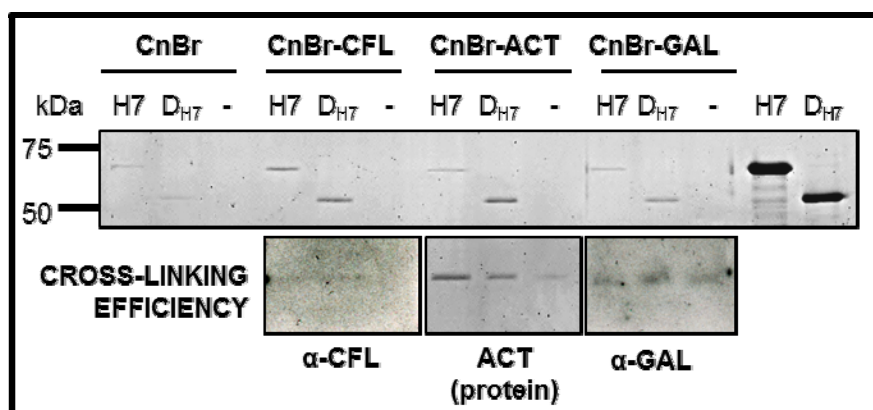 CnBr CnBr-CFL CnBr-ACT CnBr-GAL
kDa H7 DH7 - H7 DH7 - H7 DH7 - H7 DH7 - H7 DH7
75
50
CROSS-LINKING
EFFICIENCY
α-CFL ACT α-GAL
(protein)